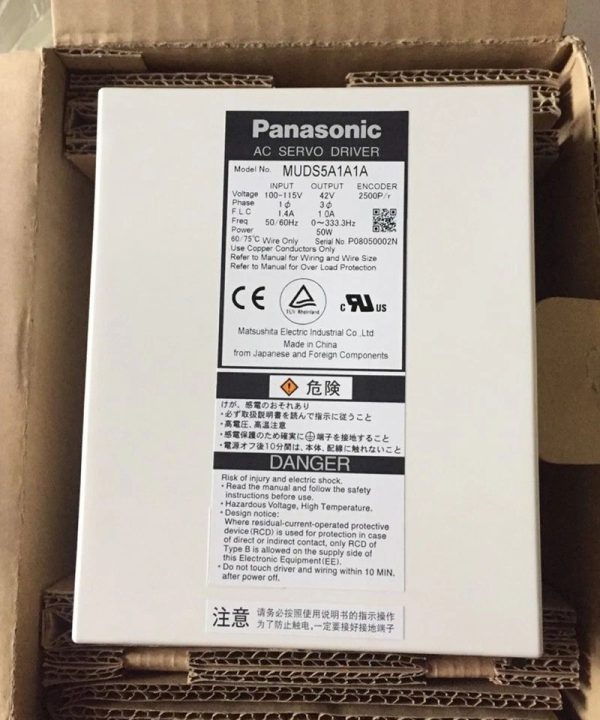 Panasonic
AC SERVO DRIVER
Model No. MUDS5A1A1A
INPUT OUTPUT ENCODER
Voltage 100-115V 42V 2500P/r
Phase 1ϕ 3ϕ
F.L.C 1.4A 1.0A
Freq 50/60Hz 0～333.3Hz
Power 50W
60/75℃ Wire Only Serial No. P08050002N
Use Copper Conductors Only
Refer to Manual for Wiring and Wire Size
Refer to Manual for Over Load Protection
CE TÜV Rheinland c RU US
Matsushita Electric Industrial Co.,Ltd.
Made in China
from Japanese and Foreign Components
危険
けが、感電のおそれあり
・必ず取扱説明書を読んで指示に従うこと
・高電圧、高温注意
・感電保護のため確実に⏚端子を接地すること
・電源オフ後10分間は、本体、配線に触れないこと
DANGER
Risk of injury and electric shock.
・Read the manual and follow the safety
instructions before use.
・Hazardous Voltage, High Temperature.
・Design notice:
Where residual-current-operated protective
device (RCD) is used for protection in case
of direct or indirect contact, only RCD of
Type B is allowed on the supply side of
this Electronic Equipment(EE).
・Do not touch driver and wiring within 10 MIN.
after power off.
注意 请务必按照使用说明书的指示操作
为了防止触电,一定要接好接地端子